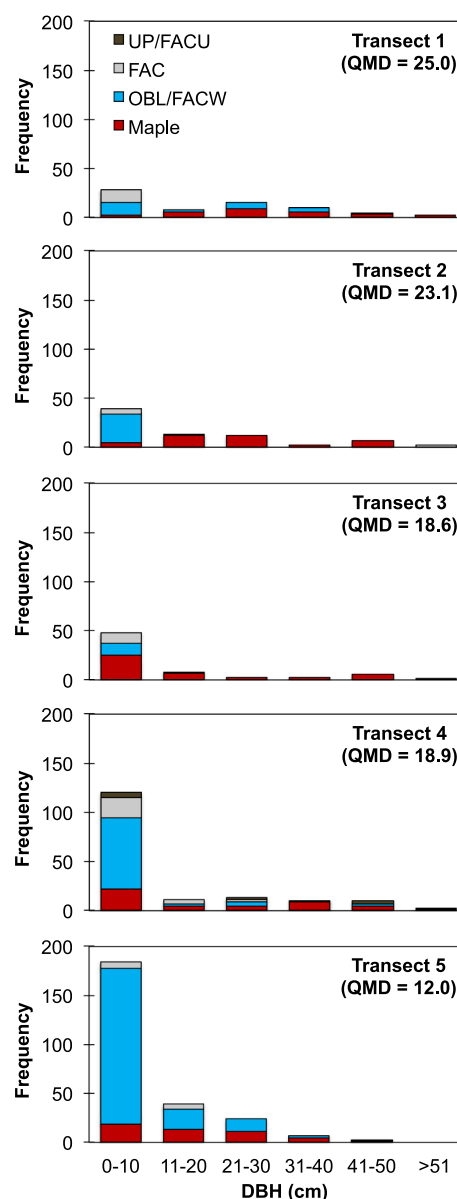 UP/FACU
FAC
OBL/FACW
Maple
Transect 1
(QMD = 25.0)
Frequency
200
150
100
50
0
Transect 2
(QMD = 23.1)
Frequency
200
150
100
50
0
Transect 3
(QMD = 18.6)
Frequency
200
150
100
50
0
Transect 4
(QMD = 18.9)
Frequency
200
150
100
50
0
Transect 5
(QMD = 12.0)
Frequency
200
150
100
50
0
0-10 11-20 21-30 31-40 41-50 >51
DBH (cm)